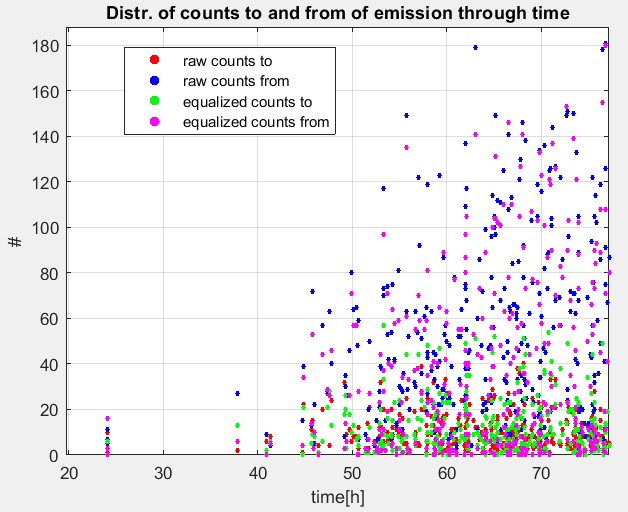 Distr. of counts to and from of emission through time
raw counts to
raw counts from
equalized counts to
equalized counts from
#
180
160
140
120
100
80
60
40
20
0
20
30
40
50
60
70
time[h]